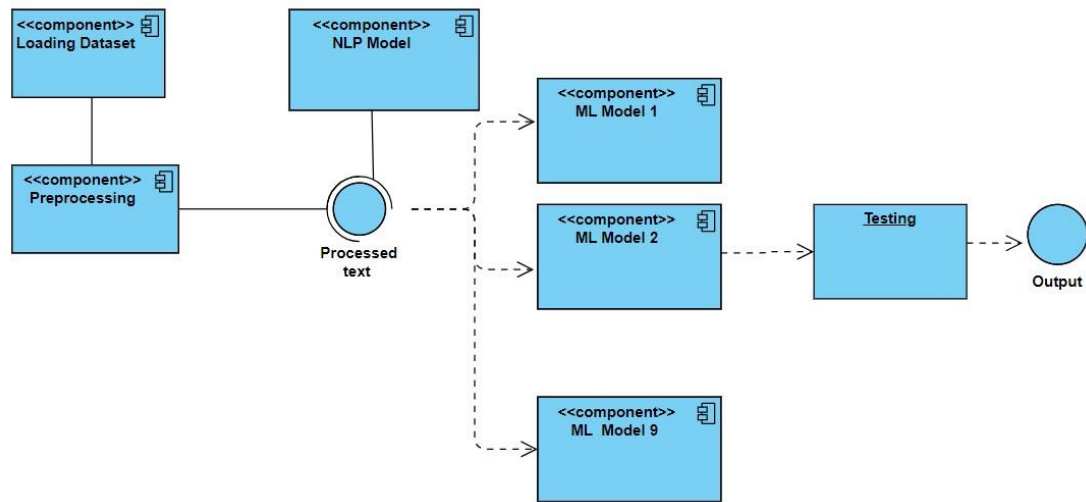 <<component>>
Loading Dataset
<<component>>
NLP Model
<<component>>
Preprocessing
Processed
text
<<component>>
ML Model 1
<<component>>
ML Model 2
<<component>>
ML Model 9
Testing
Output